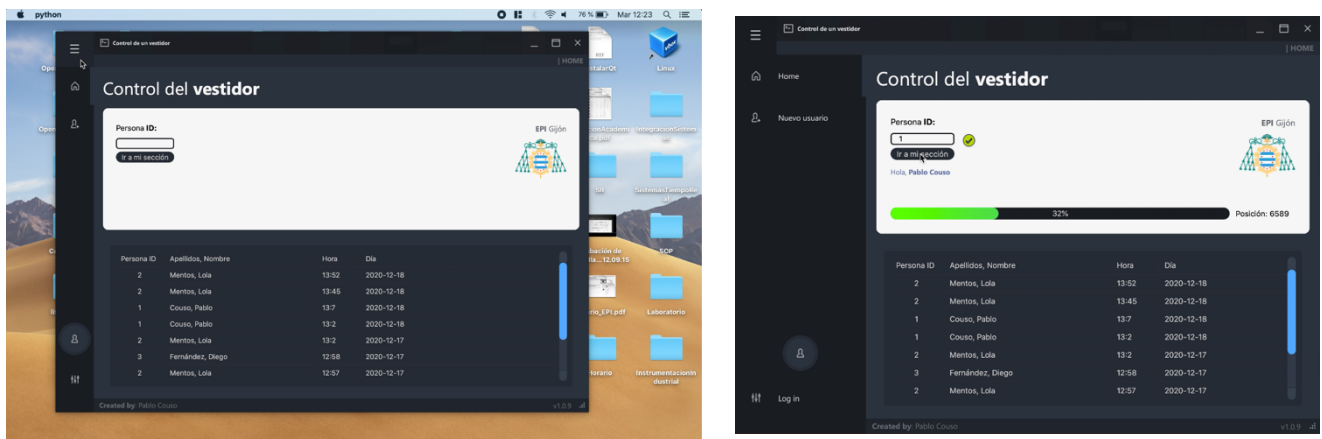 python
76 %
Mar 12:23
Control de un vestidor
| HOME
Control del vestidor
Persona ID:
EPI Gijón
Ir a mi sección
Persona ID Apellidos, Nombre Hora Día
2 Mentos, Lola 13:52 2020-12-18
2 Mentos, Lola 13:45 2020-12-18
1 Couso, Pablo 13:7 2020-12-18
1 Couso, Pablo 13:2 2020-12-18
2 Mentos, Lola 13:2 2020-12-17
3 Fernández, Diego 12:58 2020-12-17
2 Mentos, Lola 12:57 2020-12-17
Created by: Pablo Couso
v1.0.9
Linux
SOP
Laboratorio
InstrumentacionIn
dustrial
Control de un vestidor
| HOME
Home
Nuevo usuario
Log in
Control del vestidor
Persona ID:
EPI Gijón
1
Ir a mi sección
Hola, Pablo Couso
32%
Posición: 6589
Persona ID Apellidos, Nombre Hora Día
2 Mentos, Lola 13:52 2020-12-18
2 Mentos, Lola 13:45 2020-12-18
1 Couso, Pablo 13:7 2020-12-18
1 Couso, Pablo 13:2 2020-12-18
2 Mentos, Lola 13:2 2020-12-17
3 Fernández, Diego 12:58 2020-12-17
2 Mentos, Lola 12:57 2020-12-17
Created by: Pablo Couso
v1.0.9